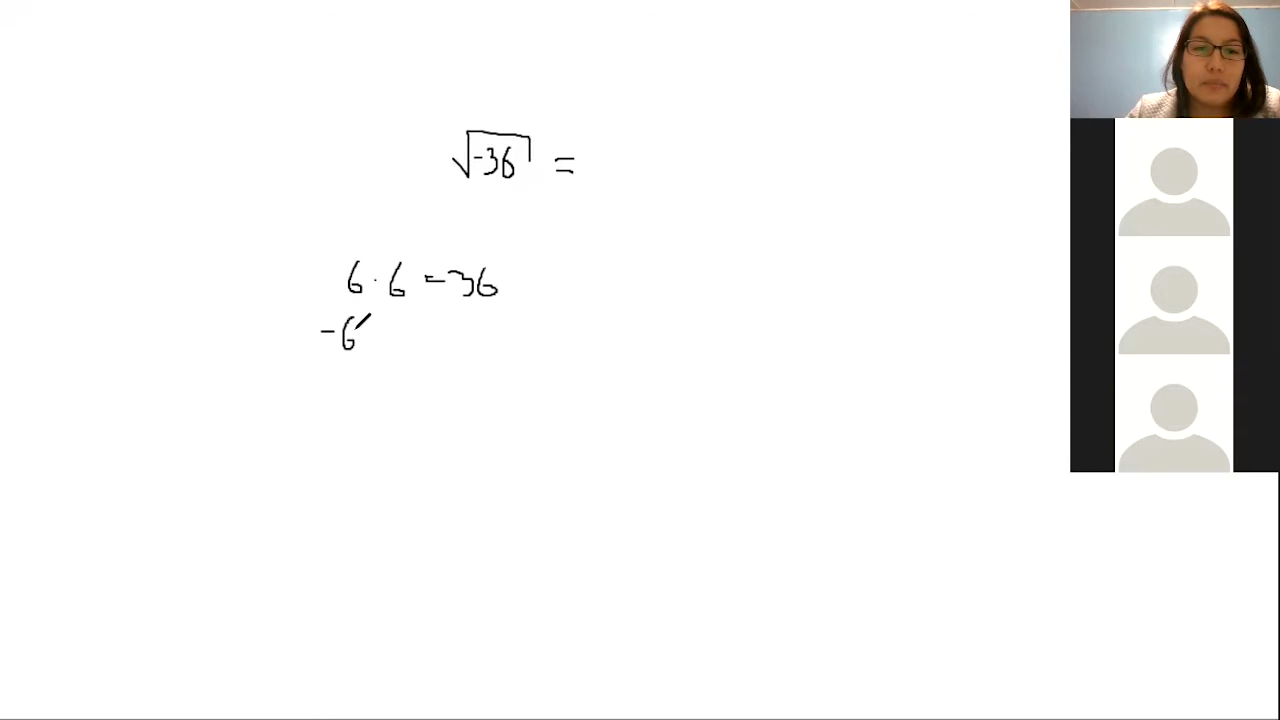 √-36 =
6 · 6 = 36
-6